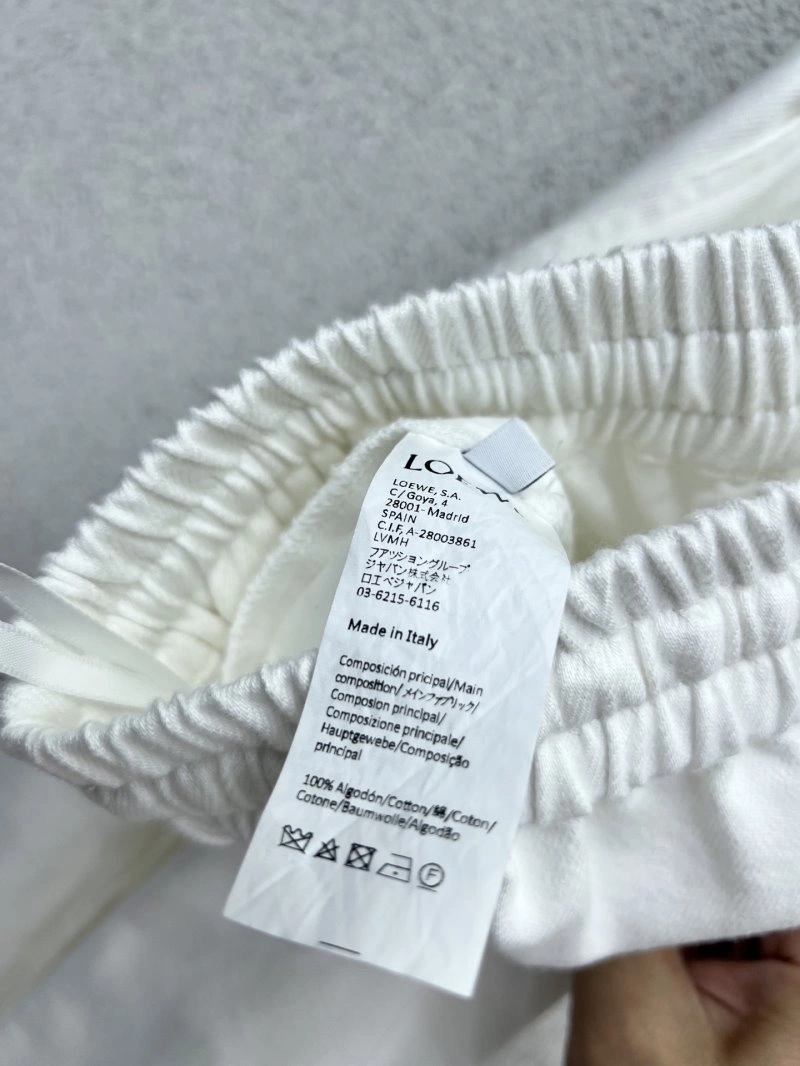 LOEWE
LOEWE, S.A.
C/Goya, 4
28001- Madrid
SPAIN
C.I.F, A-28003861
LVMH
ファッショングループ
ジャパン株式会社
ロエベジャパン
03-6215-6116
Made in Italy
Composición pricipal/Main
composition/メインファブリック/
Composion principal/
Composizione principale/
Hauptgewebe/Composição
principal
100% Algodón/Cotton/綿/Coton/
Cotone/Baumwolle/Algodão
F